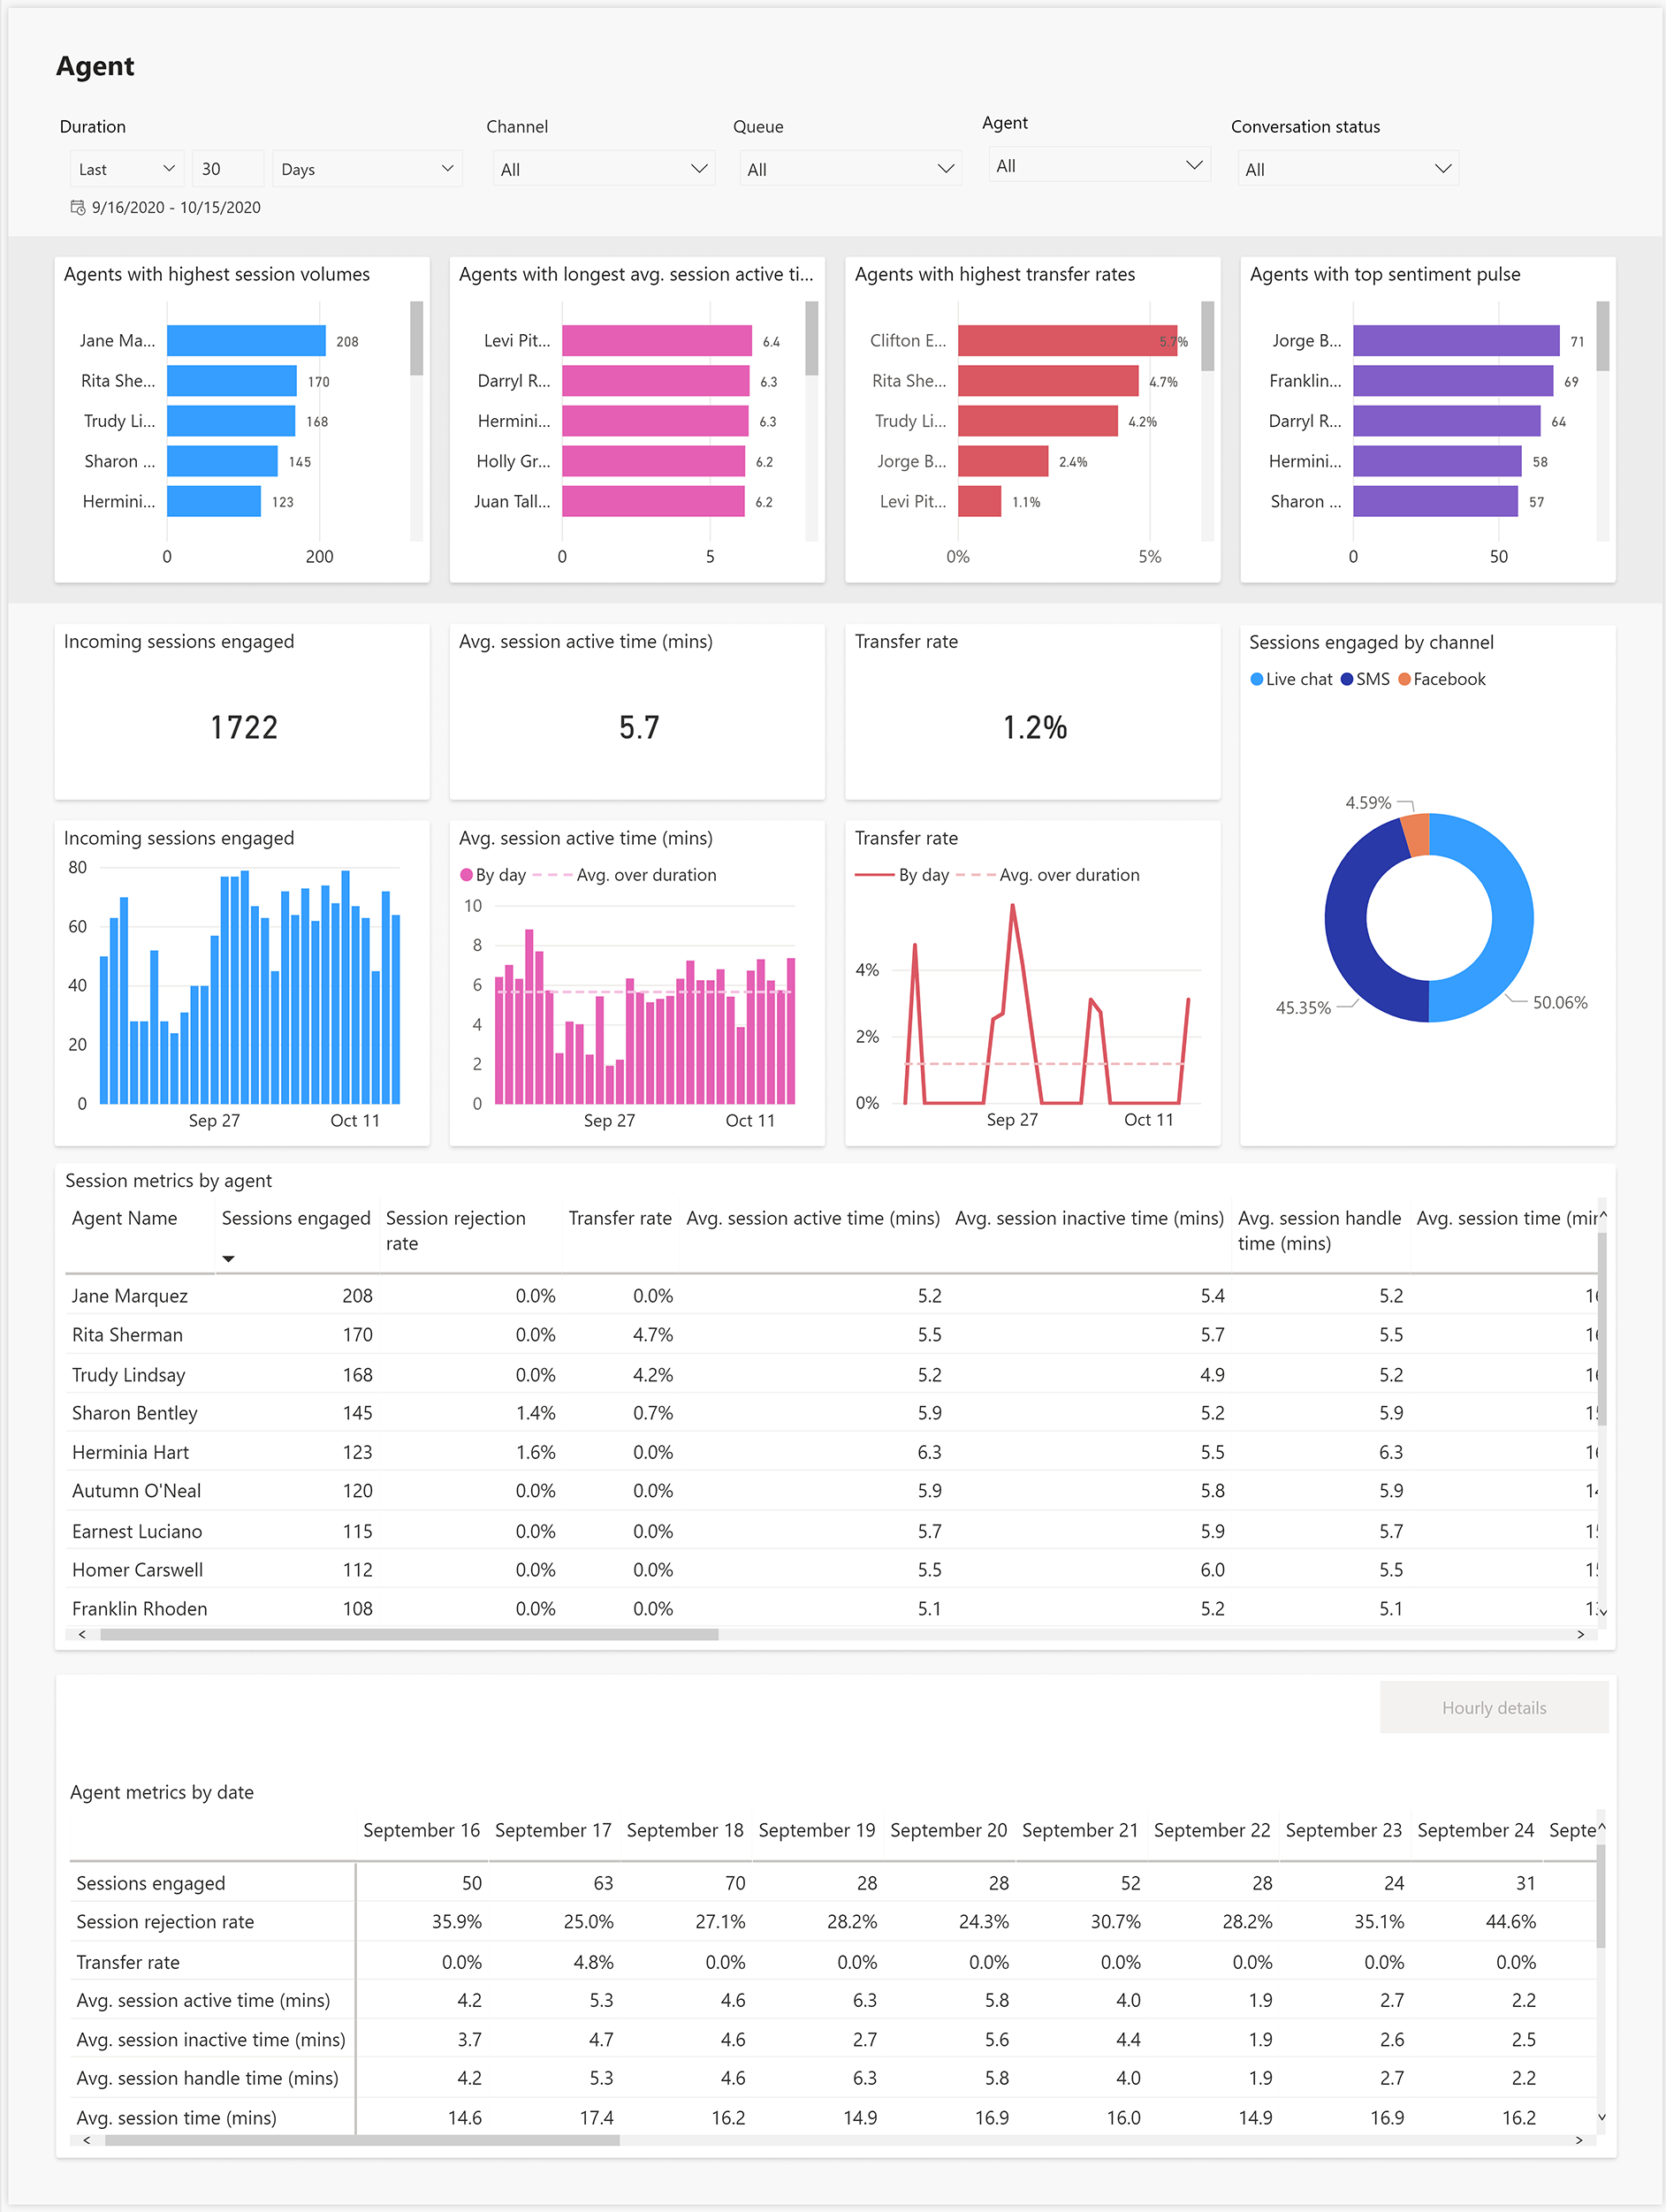 Agent
Duration Channel Queue Agent Conversation status
Last 30 Days All All All All
9/16/2020 - 10/15/2020
Agents with highest session volumes
Jane Ma... 208
Rita She... 170
Trudy Li... 168
Sharon ... 145
Hermini... 123
0 200
Agents with longest avg. session active ti...
Levi Pit... 6.4
Darryl R... 6.3
Hermini... 6.3
Holly Gr... 6.2
Juan Tall... 6.2
0 5
Agents with highest transfer rates
Clifton E... 5.7%
Rita She... 4.7%
Trudy Li... 4.2%
Jorge B... 2.4%
Levi Pit... 1.1%
0% 5%
Agents with top sentiment pulse
Jorge B... 71
Franklin... 69
Darryl R... 64
Hermini... 58
Sharon ... 57
0 50
Incoming sessions engaged
1722
Avg. session active time (mins)
5.7
Transfer rate
1.2%
Sessions engaged by channel
Live chat SMS Facebook
4.59%
45.35%
50.06%
Incoming sessions engaged
80
60
40
20
0
Sep 27 Oct 11
Avg. session active time (mins)
By day Avg. over duration
10
8
6
4
2
0
Sep 27 Oct 11
Transfer rate
By day Avg. over duration
4%
2%
0%
Sep 27 Oct 11
Session metrics by agent
Agent Name Sessions engaged Session rejection rate Transfer rate Avg. session active time (mins) Avg. session inactive time (mins) Avg. session handle time (mins) Avg. session time (mir
Jane Marquez 208 0.0% 0.0% 5.2 5.4 5.2
Rita Sherman 170 0.0% 4.7% 5.5 5.7 5.5
Trudy Lindsay 168 0.0% 4.2% 5.2 4.9 5.2
Sharon Bentley 145 1.4% 0.7% 5.9 5.2 5.9
Herminia Hart 123 1.6% 0.0% 6.3 5.5 6.3
Autumn O'Neal 120 0.0% 0.0% 5.9 5.8 5.9
Earnest Luciano 115 0.0% 0.0% 5.7 5.9 5.7
Homer Carswell 112 0.0% 0.0% 5.5 6.0 5.5
Franklin Rhoden 108 0.0% 0.0% 5.1 5.2 5.1
Hourly details
Agent metrics by date
September 16 September 17 September 18 September 19 September 20 September 21 September 22 September 23 September 24 Septe
Sessions engaged 50 63 70 28 28 52 28 24 31
Session rejection rate 35.9% 25.0% 27.1% 28.2% 24.3% 30.7% 28.2% 35.1% 44.6%
Transfer rate 0.0% 4.8% 0.0% 0.0% 0.0% 0.0% 0.0% 0.0% 0.0%
Avg. session active time (mins) 4.2 5.3 4.6 6.3 5.8 4.0 1.9 2.7 2.2
Avg. session inactive time (mins) 3.7 4.7 4.6 2.7 5.6 4.4 1.9 2.6 2.5
Avg. session handle time (mins) 4.2 5.3 4.6 6.3 5.8 4.0 1.9 2.7 2.2
Avg. session time (mins) 14.6 17.4 16.2 14.9 16.9 16.0 14.9 16.9 16.2